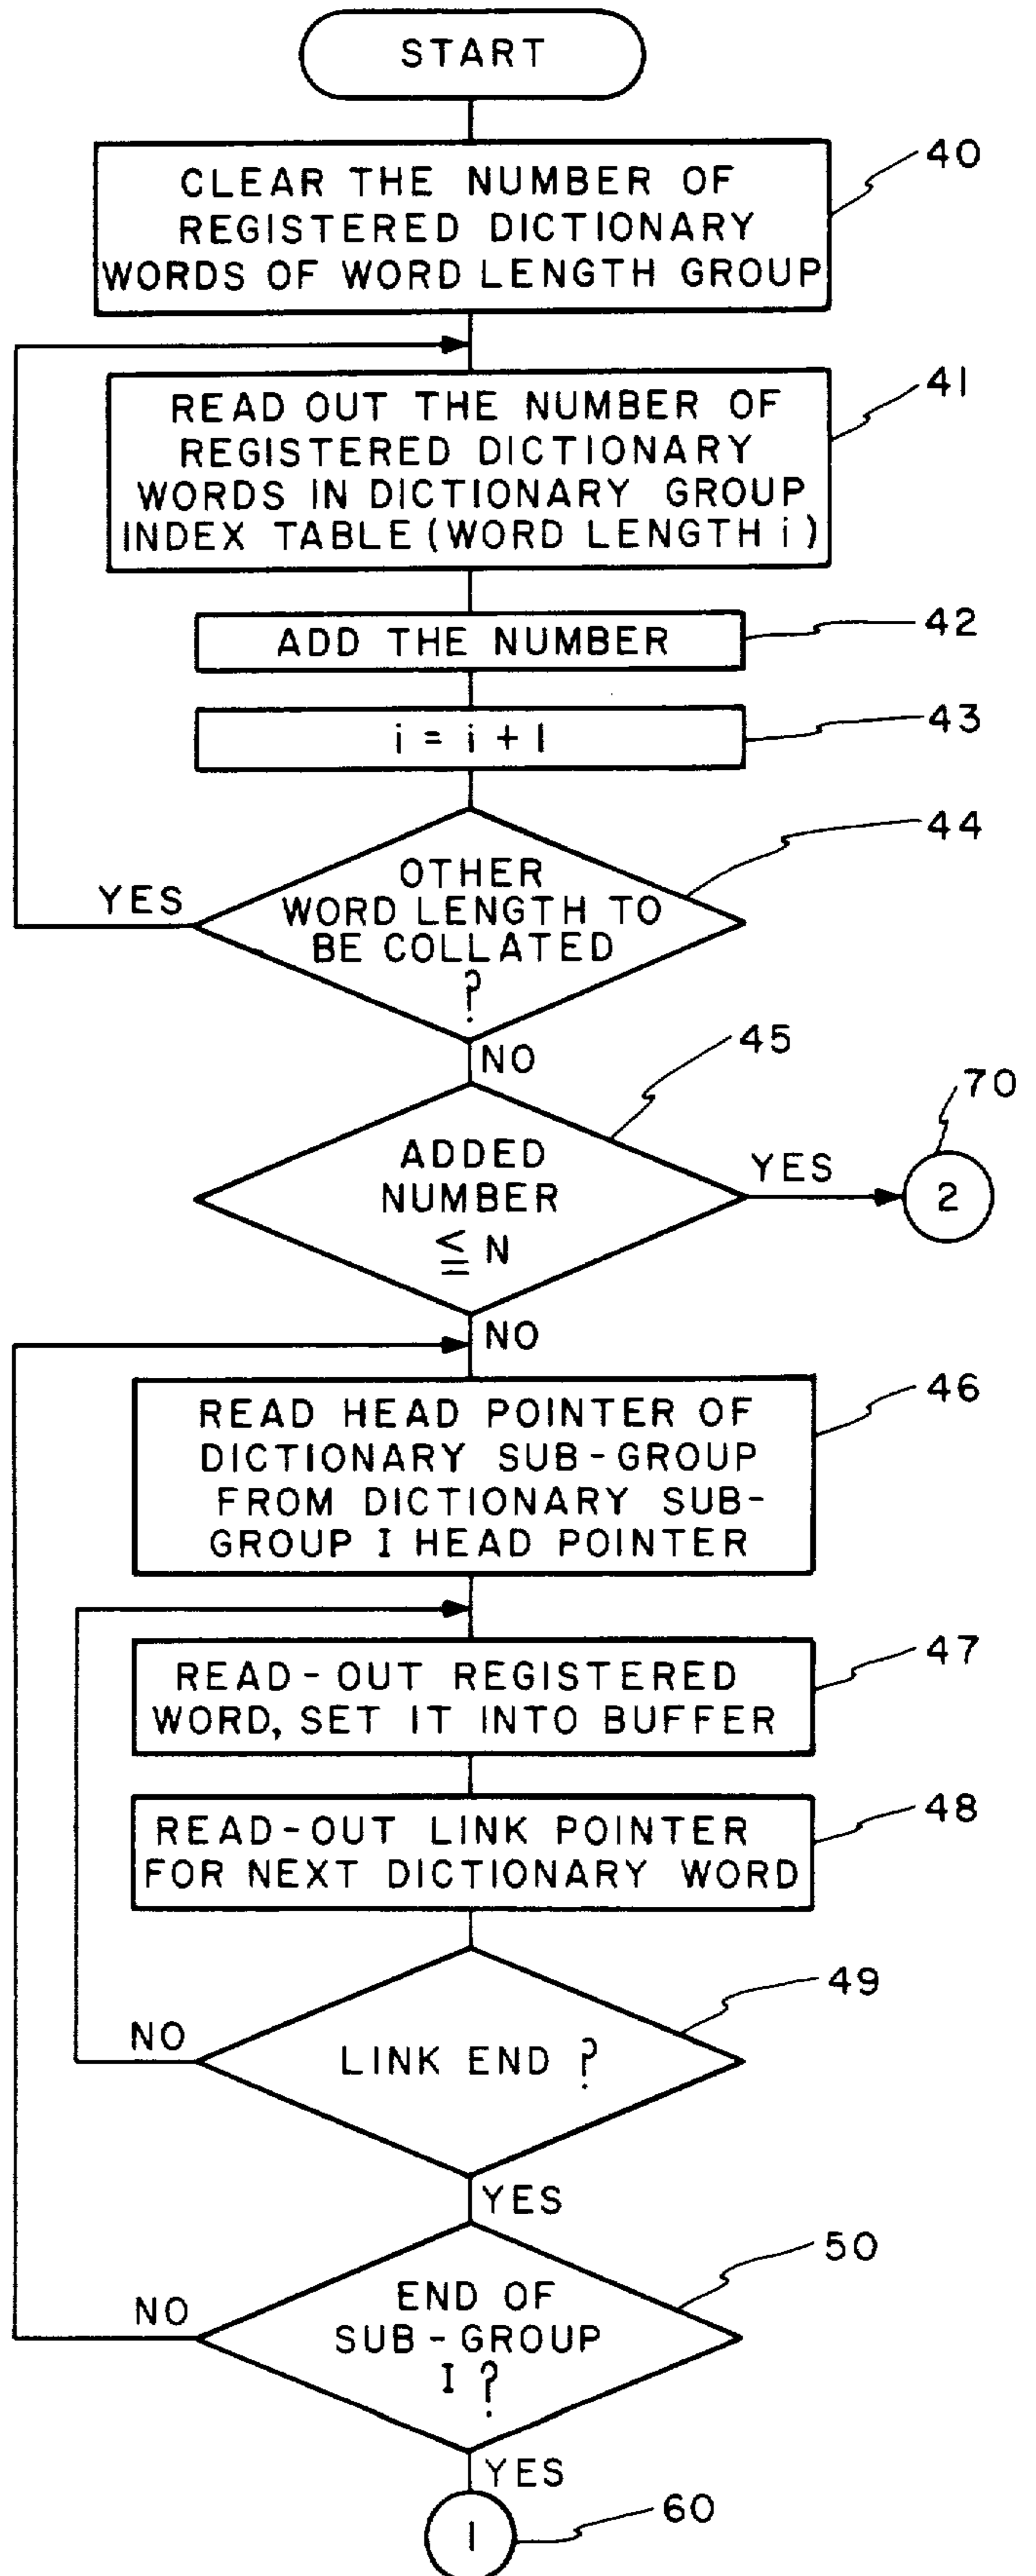 START
40
CLEAR THE NUMBER OF
REGISTERED DICTIONARY
WORDS OF WORD LENGTH GROUP
41
READ OUT THE NUMBER OF
REGISTERED DICTIONARY
WORDS IN DICTIONARY GROUP
INDEX TABLE (WORD LENGTH i)
42
ADD THE NUMBER
43
i = i + 1
44
OTHER
WORD LENGTH TO
BE COLLATED
?
YES
NO
45
ADDED
NUMBER
≦ N
YES
70
2
NO
46
READ HEAD POINTER OF
DICTIONARY SUB-GROUP
FROM DICTIONARY SUB-
GROUP I HEAD POINTER
47
READ-OUT REGISTERED
WORD, SET IT INTO BUFFER
48
READ-OUT LINK POINTER
FOR NEXT DICTIONARY WORD
49
LINK END ?
NO
YES
50
END OF
SUB-GROUP
I ?
NO
YES
1
60